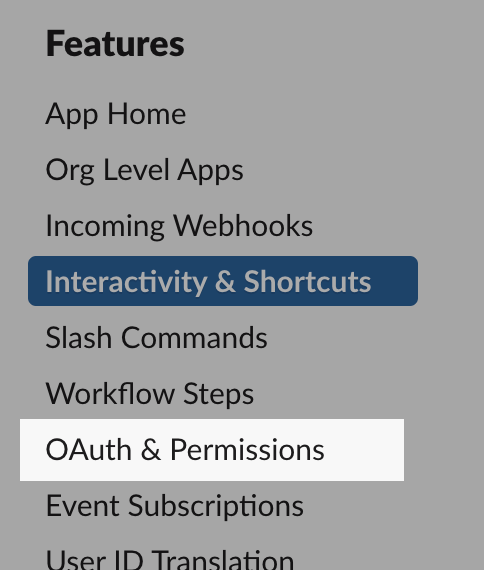 Features
App Home
Org Level Apps
Incoming Webhooks
Interactivity & Shortcuts
Slash Commands
Workflow Steps
OAuth & Permissions
Event Subscriptions
User ID Translation